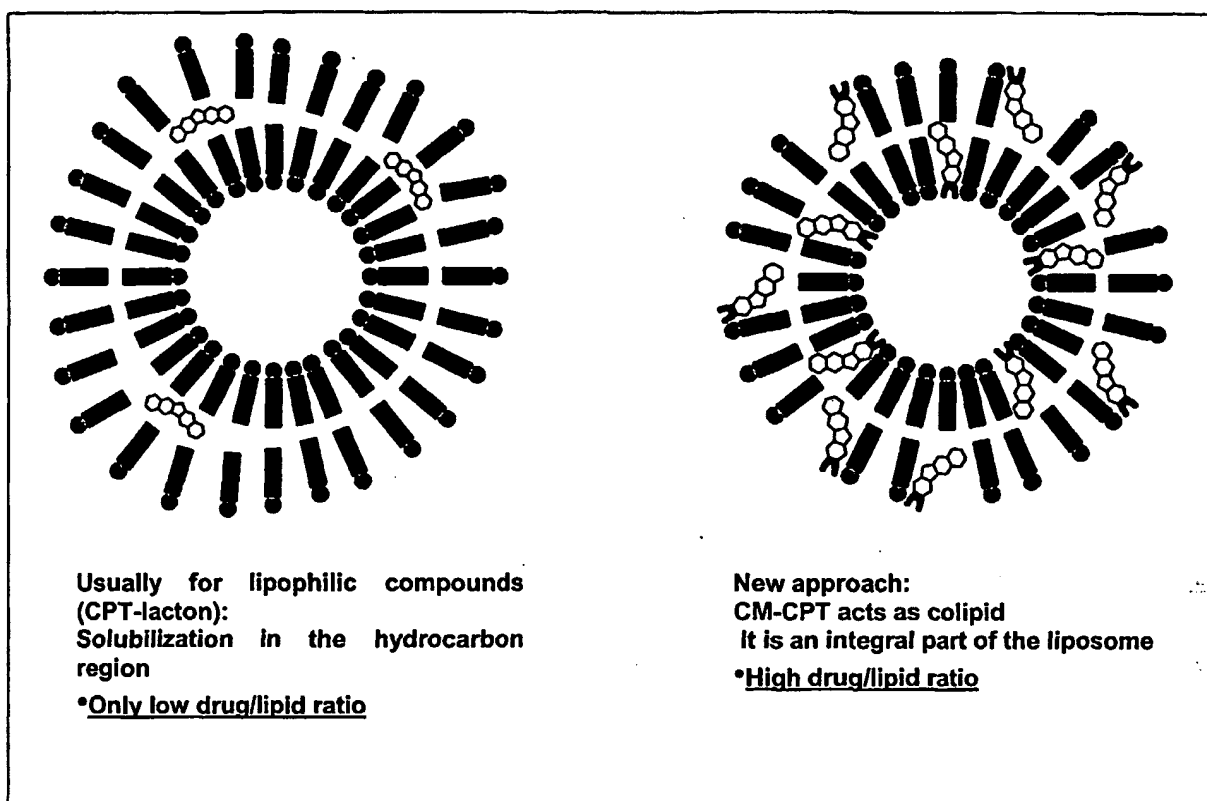 Usually for lipophilic compounds
(CPT-lacton):
Solubilization in the hydrocarbon
region
•Only low drug/lipid ratio
New approach:
CM-CPT acts as colipid
It is an integral part of the liposome
•High drug/lipid ratio